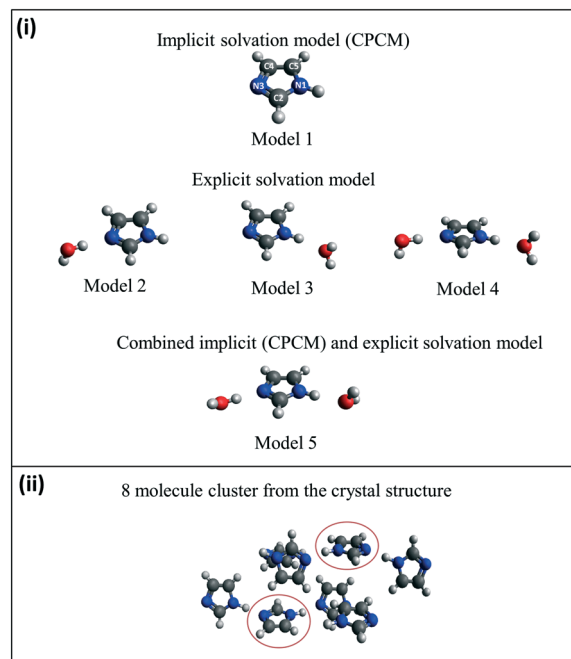 (i)
Implicit solvation model (CPCM)
C4 C5
N3 N1
C2
Model 1
Explicit solvation model
Model 2 Model 3 Model 4
Combined implicit (CPCM) and explicit solvation model
Model 5
(ii)
8 molecule cluster from the crystal structure